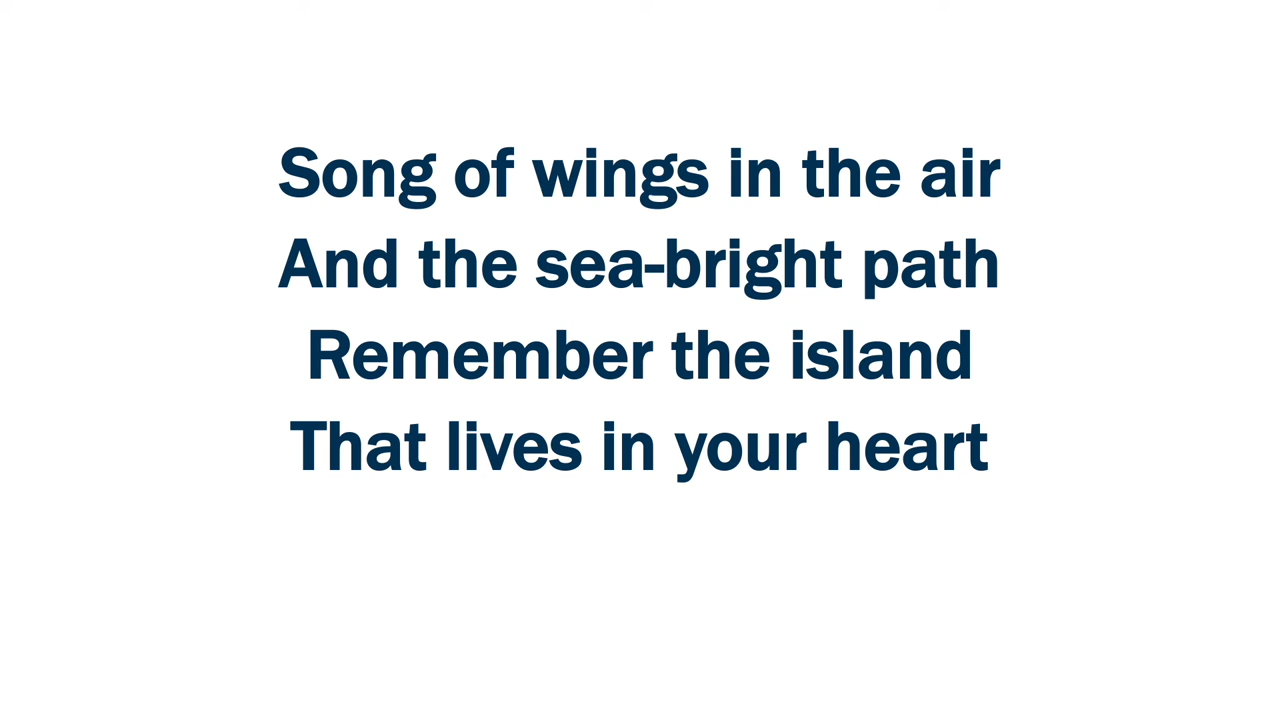 Song of wings in the air
And the sea-bright path
Remember the island
That lives in your heart